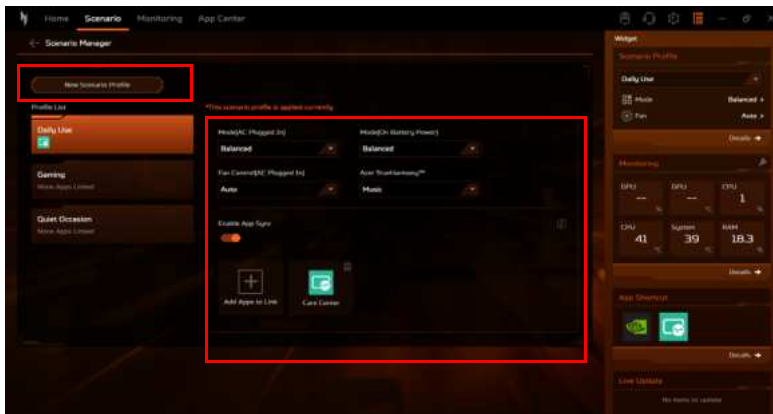 Home Scenario Monitoring App Center
Scenario Manager
New Scenario Profile
Profile List
Daily Use
Gaming
None Apps Linked
Quiet Occasion
None Apps Linked
*This scenario profile is applied currently
Mode(AC Plugged In) Mode(On Battery Power)
Balanced Balanced
Fan Control(AC Plugged In) Acer TrueHarmony™
Auto Music
Enable App Sync
Add Apps to Link Care Center
Widget
Scenario Profile
Daily Use
Mode Balanced
Fan Auto
Details
Monitoring
GPU GPU CPU
-- -- 1
CPU System RAM
41 39 18.3
Details
App Shortcut
Details
Live Update
No items to update